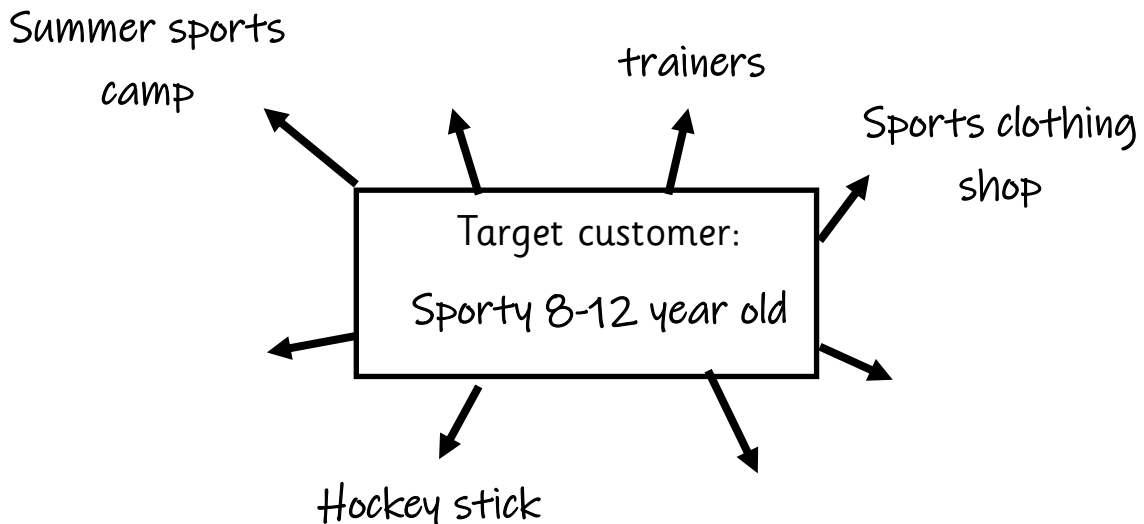 Summer sports
camp
trainers
Sports clothing
shop
Target customer:
Sporty 8-12 year old
Hockey stick